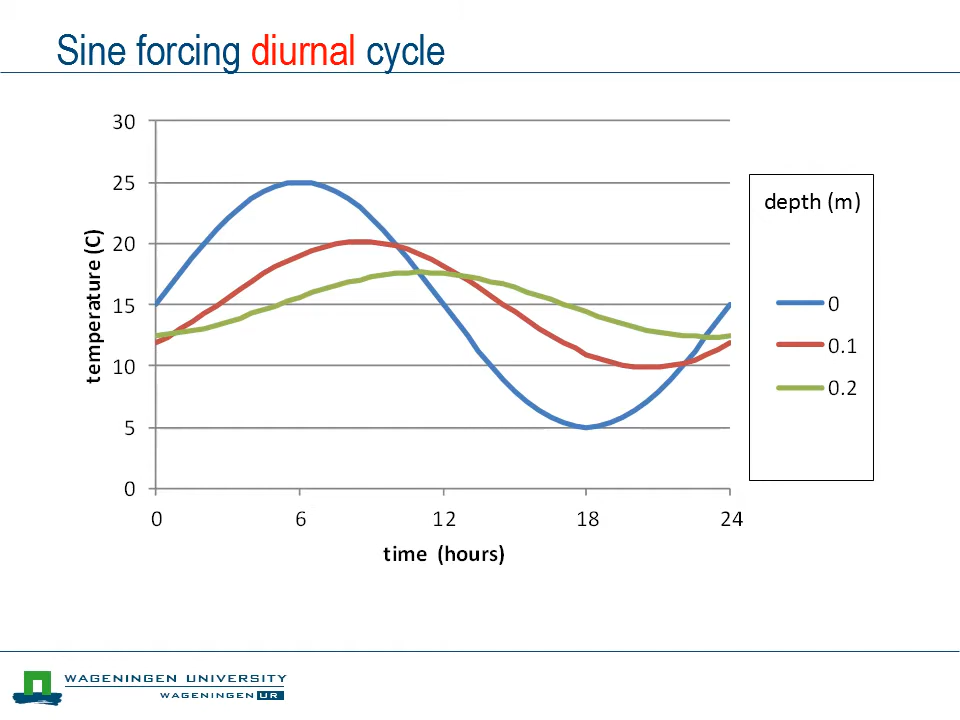 Sine forcing diurnal cycle
30
25
20
15
10
5
0
temperature (C)
0 6 12 18 24
time (hours)
depth (m)
0
0.1
0.2
WAGENINGEN UNIVERSITY
WAGENINGEN UR